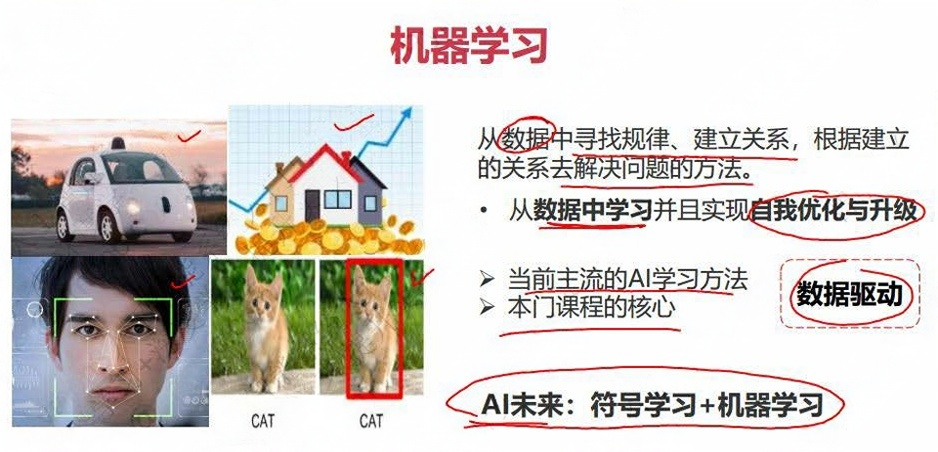 机器学习
从数据中寻找规律、建立关系，根据建立
的关系去解决问题的方法。
• 从数据中学习并且实现自我优化与升级
➢ 当前主流的AI学习方法
➢ 本门课程的核心
数据驱动
AI未来：符号学习+机器学习
CAT
CAT